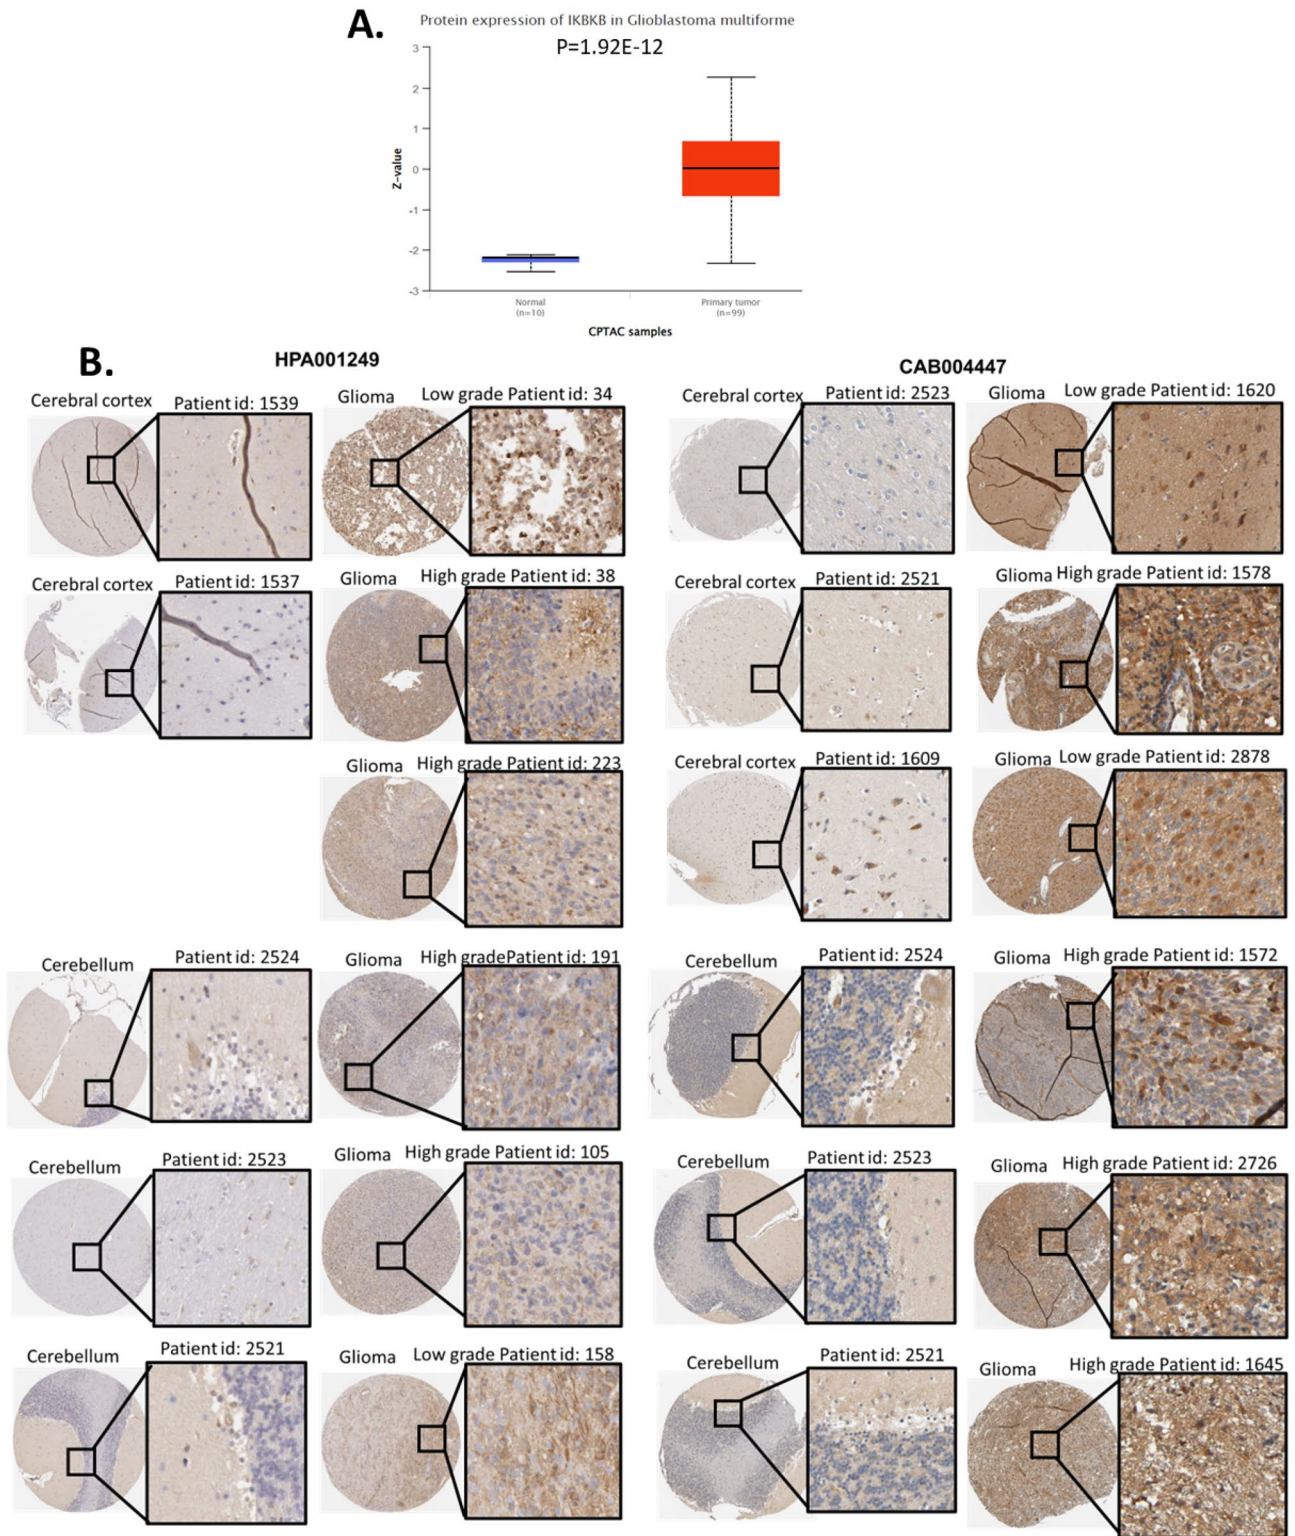 A.
Protein expression of IKBKB in Glioblastoma multiforme
P=1.92E-12
3
2
1
0
-1
-2
-3
Z-value
Normal
(n=10)
Primary tumor
(n=99)
CPTAC samples
B.
HPA001249
Cerebral cortex
Patient id: 1539
Glioma
Low grade Patient id: 34
Cerebral cortex
Patient id: 1537
Glioma
High grade Patient id: 38
Glioma
High grade Patient id: 223
Cerebellum
Patient id: 2524
Glioma
High gradePatient id: 191
Cerebellum
Patient id: 2523
Glioma
High grade Patient id: 105
Cerebellum
Patient id: 2521
Glioma
Low grade Patient id: 158
CAB004447
Cerebral cortex
Patient id: 2523
Glioma
Low grade Patient id: 1620
Cerebral cortex
Patient id: 2521
Glioma
High grade Patient id: 1578
Cerebral cortex
Patient id: 1609
Glioma
Low grade Patient id: 2878
Cerebellum
Patient id: 2524
Glioma
High grade Patient id: 1572
Cerebellum
Patient id: 2523
Glioma
High grade Patient id: 2726
Cerebellum
Patient id: 2521
Glioma
High grade Patient id: 1645